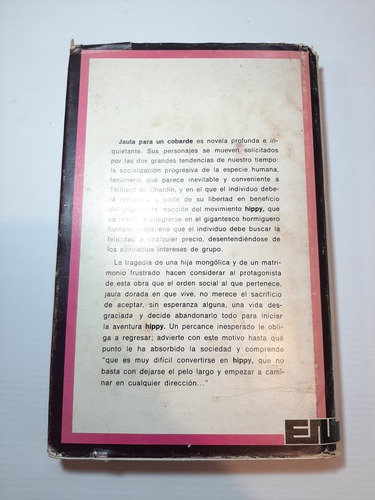 Jaula para un cobarde es novela profunda e in-
quietante. Sus personajes se mueven solicitados
por las dos grandes tendencias de nuestro tiempo:
la socialización progresiva de la especie humana,
fenómeno que parece inevitable y conveniente a
Teilhard de Chardin, y en el que el individuo debe-
rá renunciar a parte de su libertad en beneficio
del progreso; la reacción del movimiento hippy, que
se a integrarse en el gigantesco hormiguero
humano y sostiene que el individuo debe buscar la
felicidad a cualquier precio, desentendiéndose de
los abstractos intereses de grupo.
La tragedia de una hija mongólica y de un matri-
monio frustrado hacen considerar al protagonista
de esta obra que el orden social al que pertenece,
jaula dorada en que vive, no merece el sacrificio
de aceptar, sin esperanza alguna, una vida des-
graciada y decide abandonarlo todo para iniciar
la aventura hippy. Un percance inesperado le obli-
ga a regresar; advierte con este motivo hasta qué
punto le ha absorbido la sociedad y comprende
"que es muy difícil convertirse en hippy, que no
basta con dejarse el pelo largo y empezar a cami-
nar en cualquier dirección..."